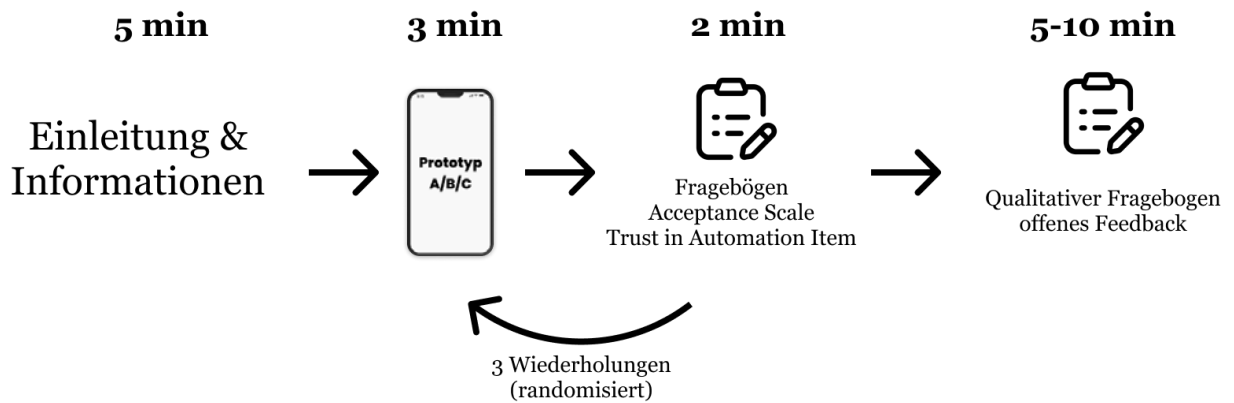 5 min
3 min
2 min
5-10 min
Einleitung &
Informationen
Prototyp
A/B/C
Fragebögen
Acceptance Scale
Trust in Automation Item
Qualitativer Fragebogen
offenes Feedback
3 Wiederholungen
(randomisiert)